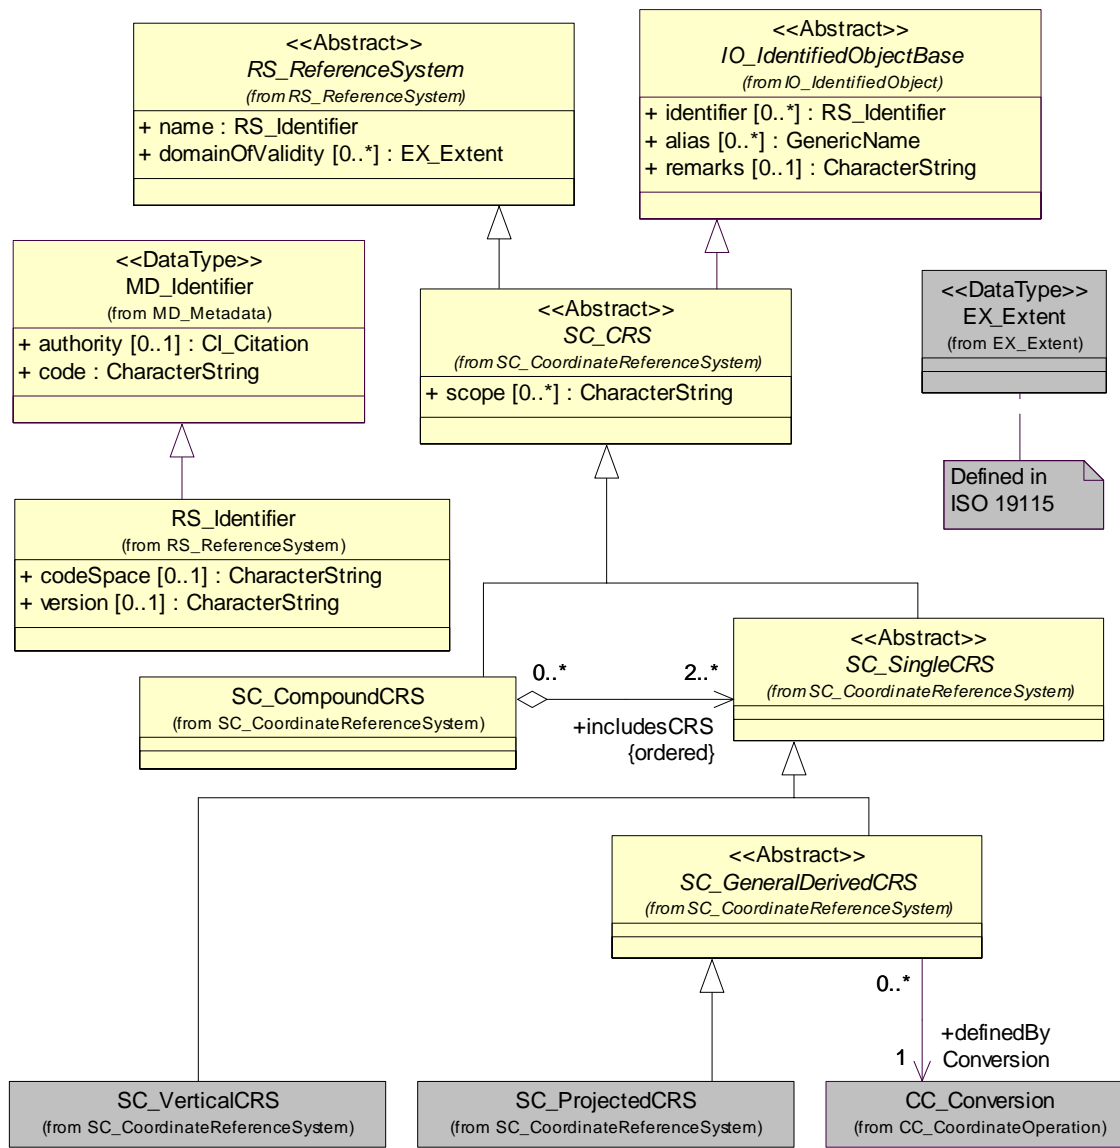 <<Abstract>>
RS_ReferenceSystem
(from RS_ReferenceSystem)
+ name : RS_Identifier
+ domainOfValidity [0..*] : EX_Extent
<<Abstract>>
IO_IdentifiedObjectBase
(from IO_IdentifiedObject)
+ identifier [0..*] : RS_Identifier
+ alias [0..*] : GenericName
+ remarks [0..1] : CharacterString
<<DataType>>
MD_Identifier
(from MD_Metadata)
+ authority [0..1] : CI_Citation
+ code : CharacterString
<<Abstract>>
SC_CRS
(from SC_CoordinateReferenceSystem)
+ scope [0..*] : CharacterString
<<DataType>>
EX_Extent
(from EX_Extent)
Defined in
ISO 19115
RS_Identifier
(from RS_ReferenceSystem)
+ codeSpace [0..1] : CharacterString
+ version [0..1] : CharacterString
<<Abstract>>
SC_SingleCRS
(from SC_CoordinateReferenceSystem)
SC_CompoundCRS
(from SC_CoordinateReferenceSystem)
0..*
2..*
+includesCRS
{ordered}
<<Abstract>>
SC_GeneralDerivedCRS
(from SC_CoordinateReferenceSystem)
0..*
+definedBy
Conversion
1
SC_VerticalCRS
(from SC_CoordinateReferenceSystem)
SC_ProjectedCRS
(from SC_CoordinateReferenceSystem)
CC_Conversion
(from CC_CoordinateOperation)